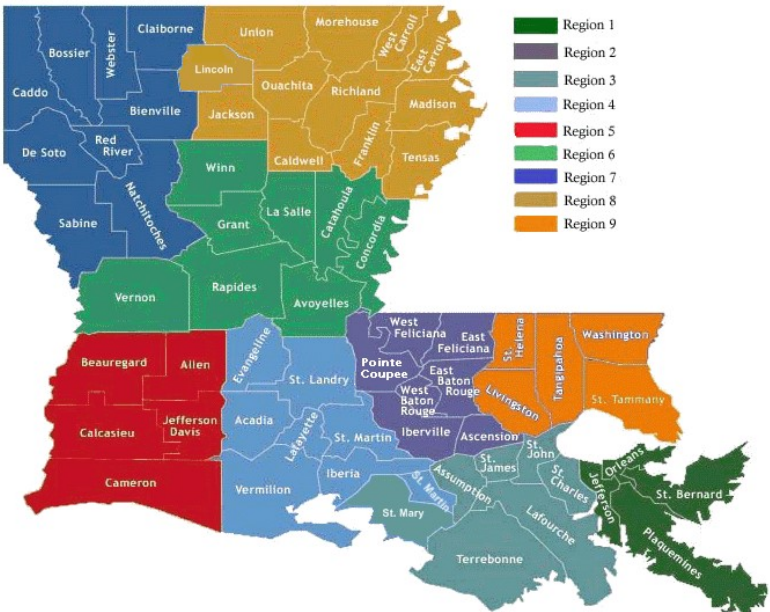 Claiborne
Union
Morehouse
West
Carroll
East
Carroll
Region 1
Region 2
Region 3
Region 4
Region 5
Region 6
Region 7
Region 8
Region 9
Bossier
Webster
Lincoln
Caddo
Ouachita
Richland
Madison
Bienville
Jackson
Franklin
De Soto
Red
River
Caldwell
Tensas
Winn
Natchitoches
Sabine
Grant
La Salle
Catahoula
Concordia
Vernon
Rapides
Avoyelles
Beauregard
Allen
Evangeline
St. Landry
Pointe
Coupee
West
Feliciana
East
Feliciana
St.
Helena
Tangipahoa
Washington
East
Baton
Rouge
West
Baton
Rouge
Livingston
St. Tammany
Calcasieu
Jefferson
Davis
Acadia
Lafayette
St. Martin
Iberville
Ascension
Cameron
Vermilion
Iberia
St. Martin
St. Mary
Assumption
St.
James
St.
John
St.
Charles
Lafourche
Terrebonne
Jefferson
Orleans
St. Bernard
Plaquemines